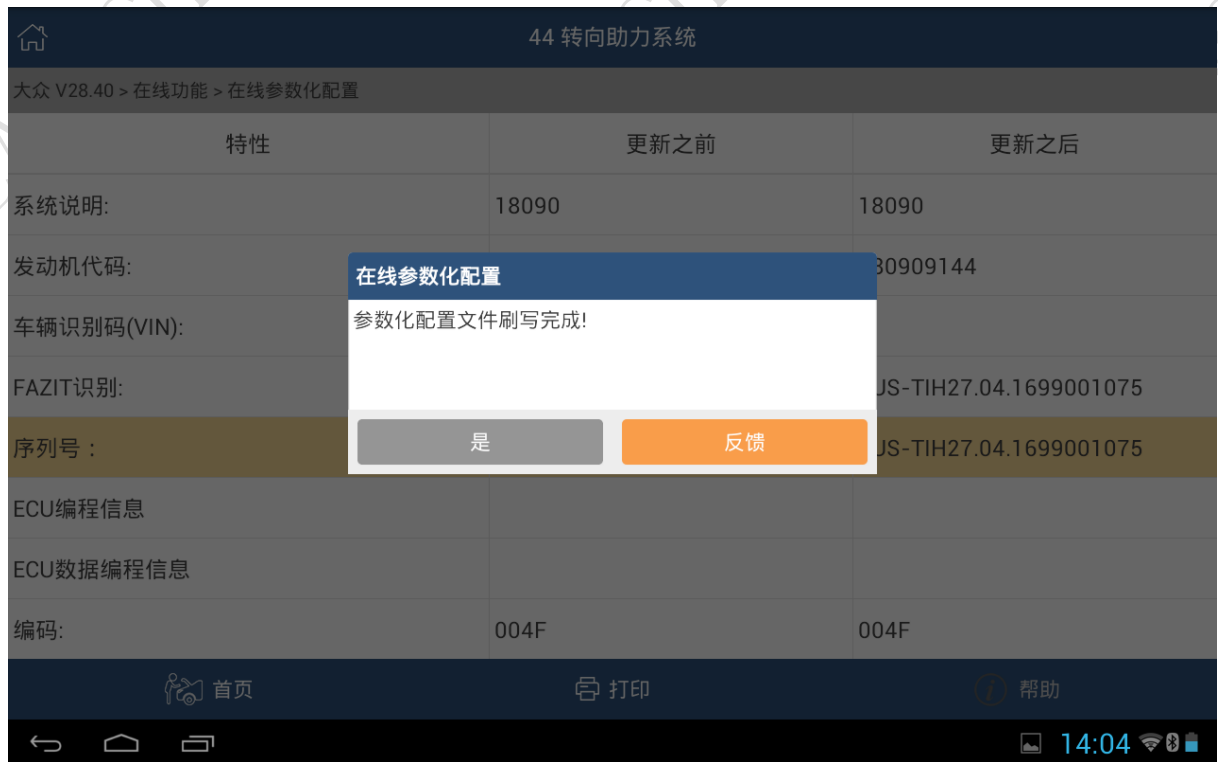 44 转向助力系统
大众 V28.40 > 在线功能 > 在线参数化配置
特性 更新之前 更新之后
系统说明: 18090 18090
发动机代码: 30909144
在线参数化配置
车辆识别码(VIN):
参数化配置文件刷写完成!
FAZIT识别: JS-TIH27.04.1699001075
是 反馈
序列号： JS-TIH27.04.1699001075
ECU编程信息
ECU数据编程信息
编码: 004F 004F
首页 打印 帮助
14:04